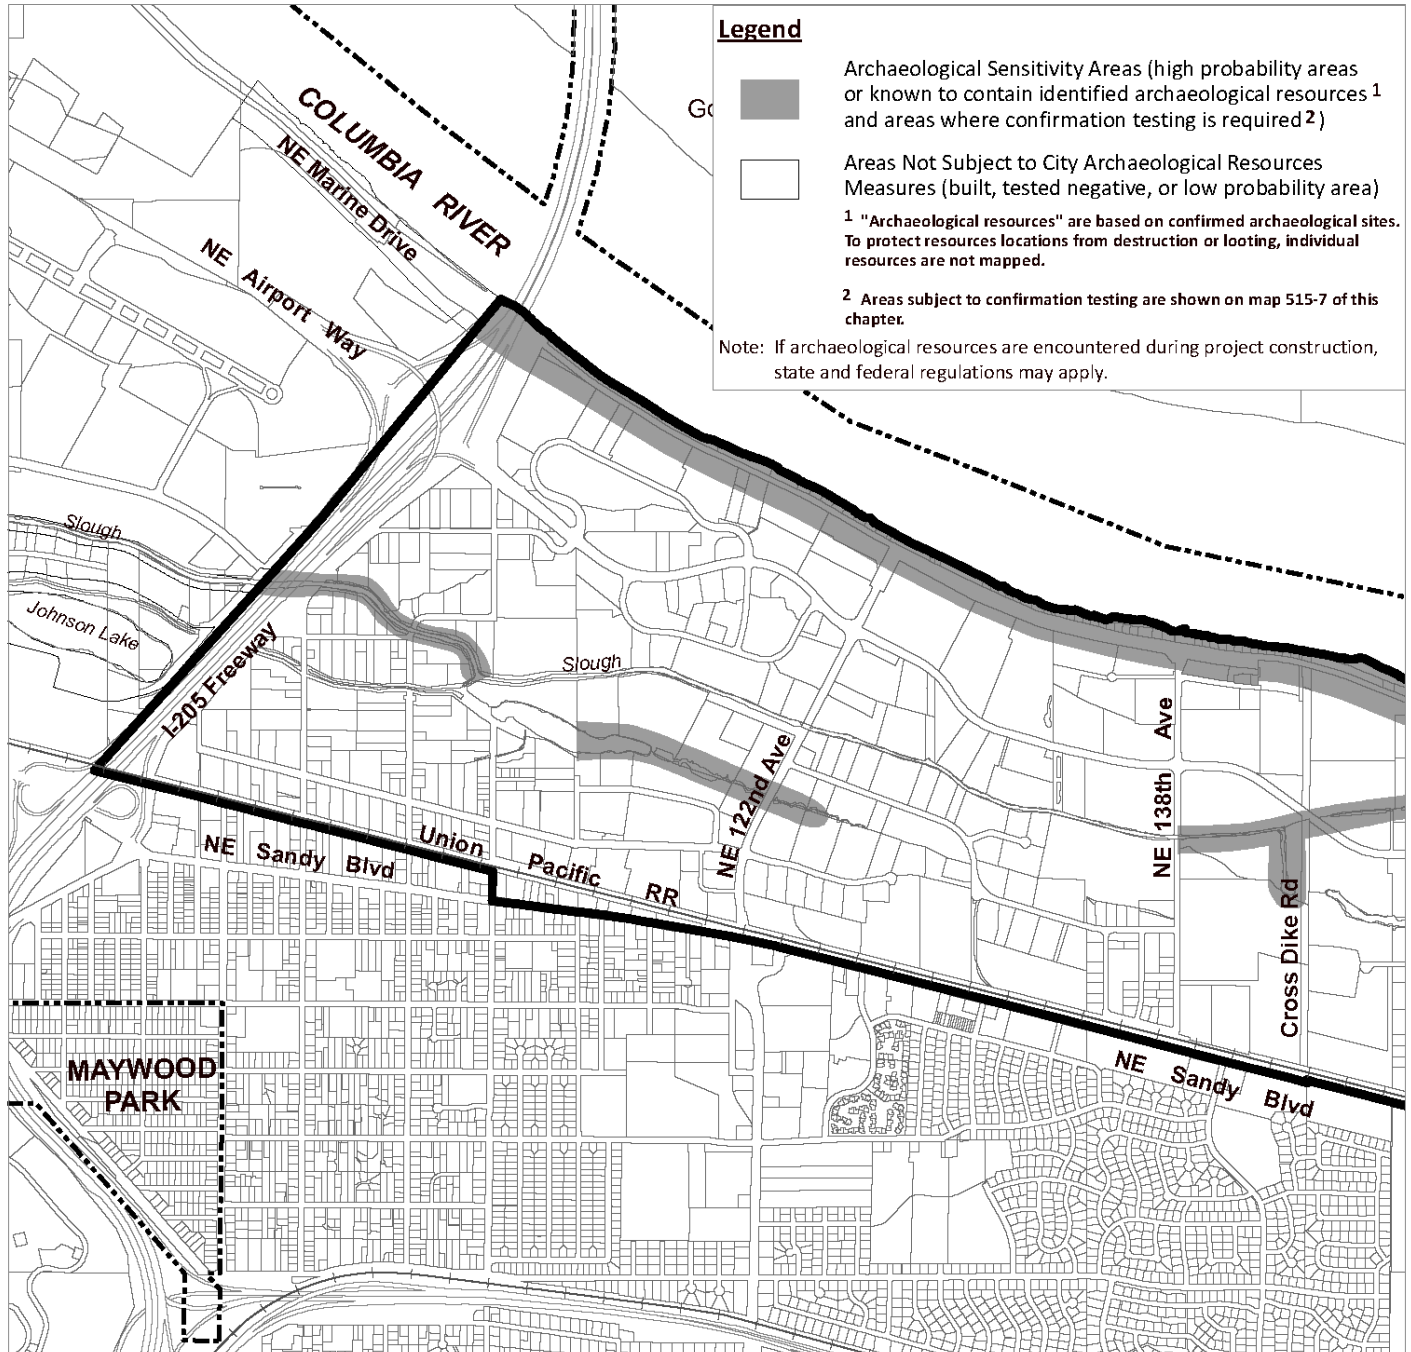 Legend
Archaeological Sensitivity Areas (high probability areas
or known to contain identified archaeological resources 1
and areas where confirmation testing is required 2)
Areas Not Subject to City Archaeological Resources
Measures (built, tested negative, or low probability area)
1 "Archaeological resources" are based on confirmed archaeological sites.
To protect resources locations from destruction or looting, individual
resources are not mapped.
2 Areas subject to confirmation testing are shown on map 515-7 of this
chapter.
Note: If archaeological resources are encountered during project construction,
state and federal regulations may apply.
COLUMBIA RIVER
NE Marine Drive
NE Airport Way
Slough
Johnson Lake
I-205 Freeway
Slough
NE 122nd Ave
NE 138th Ave
Cross Dike Rd
NE Sandy Blvd
Union Pacific RR
NE Sandy Blvd
MAYWOOD
PARK